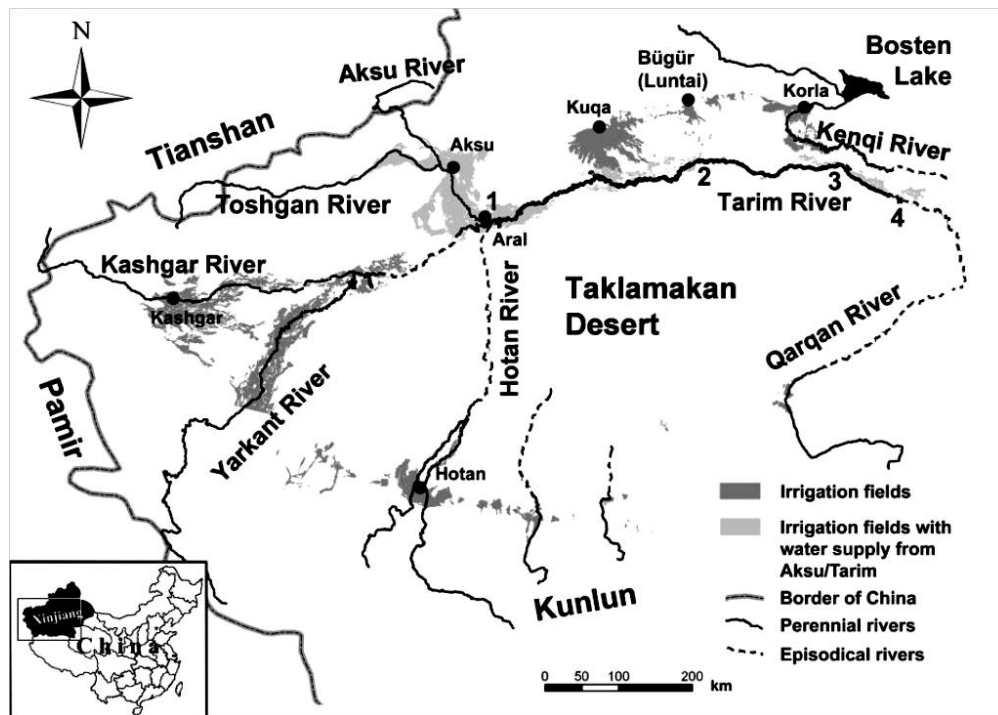 N
Aksu River
Tianshan
Aksu
Toshgan River
Kashgar River
Kashgar
Pamir
Yarkant River
1
Aral
Hotan River
Hotan
Kuqa
Bügür
(Luntai)
Korla
Bosten
Lake
Kenqi River
2
3
Tarim River
4
Taklamakan
Desert
Qarqan River
Kunlun
Irrigation fields
Irrigation fields with
water supply from
Aksu/Tarim
Border of China
Perennial rivers
Episodical rivers
0 50 100 200 km
Xinjiang
China